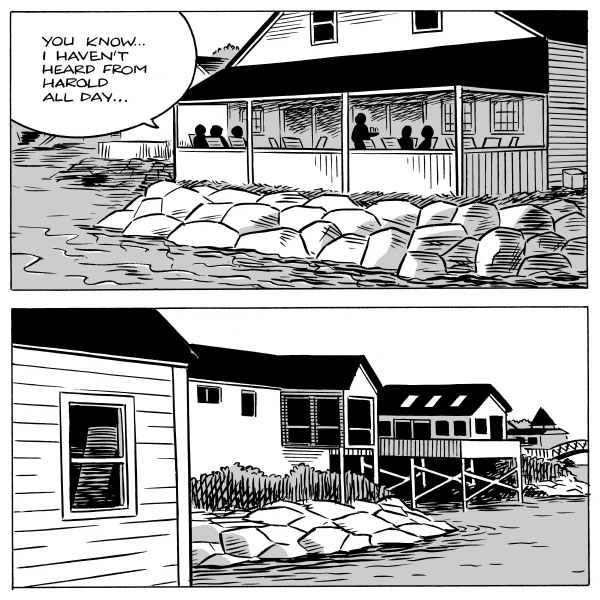 YOU KNOW...
I HAVEN'T
HEARD FROM
HAROLD
ALL DAY...